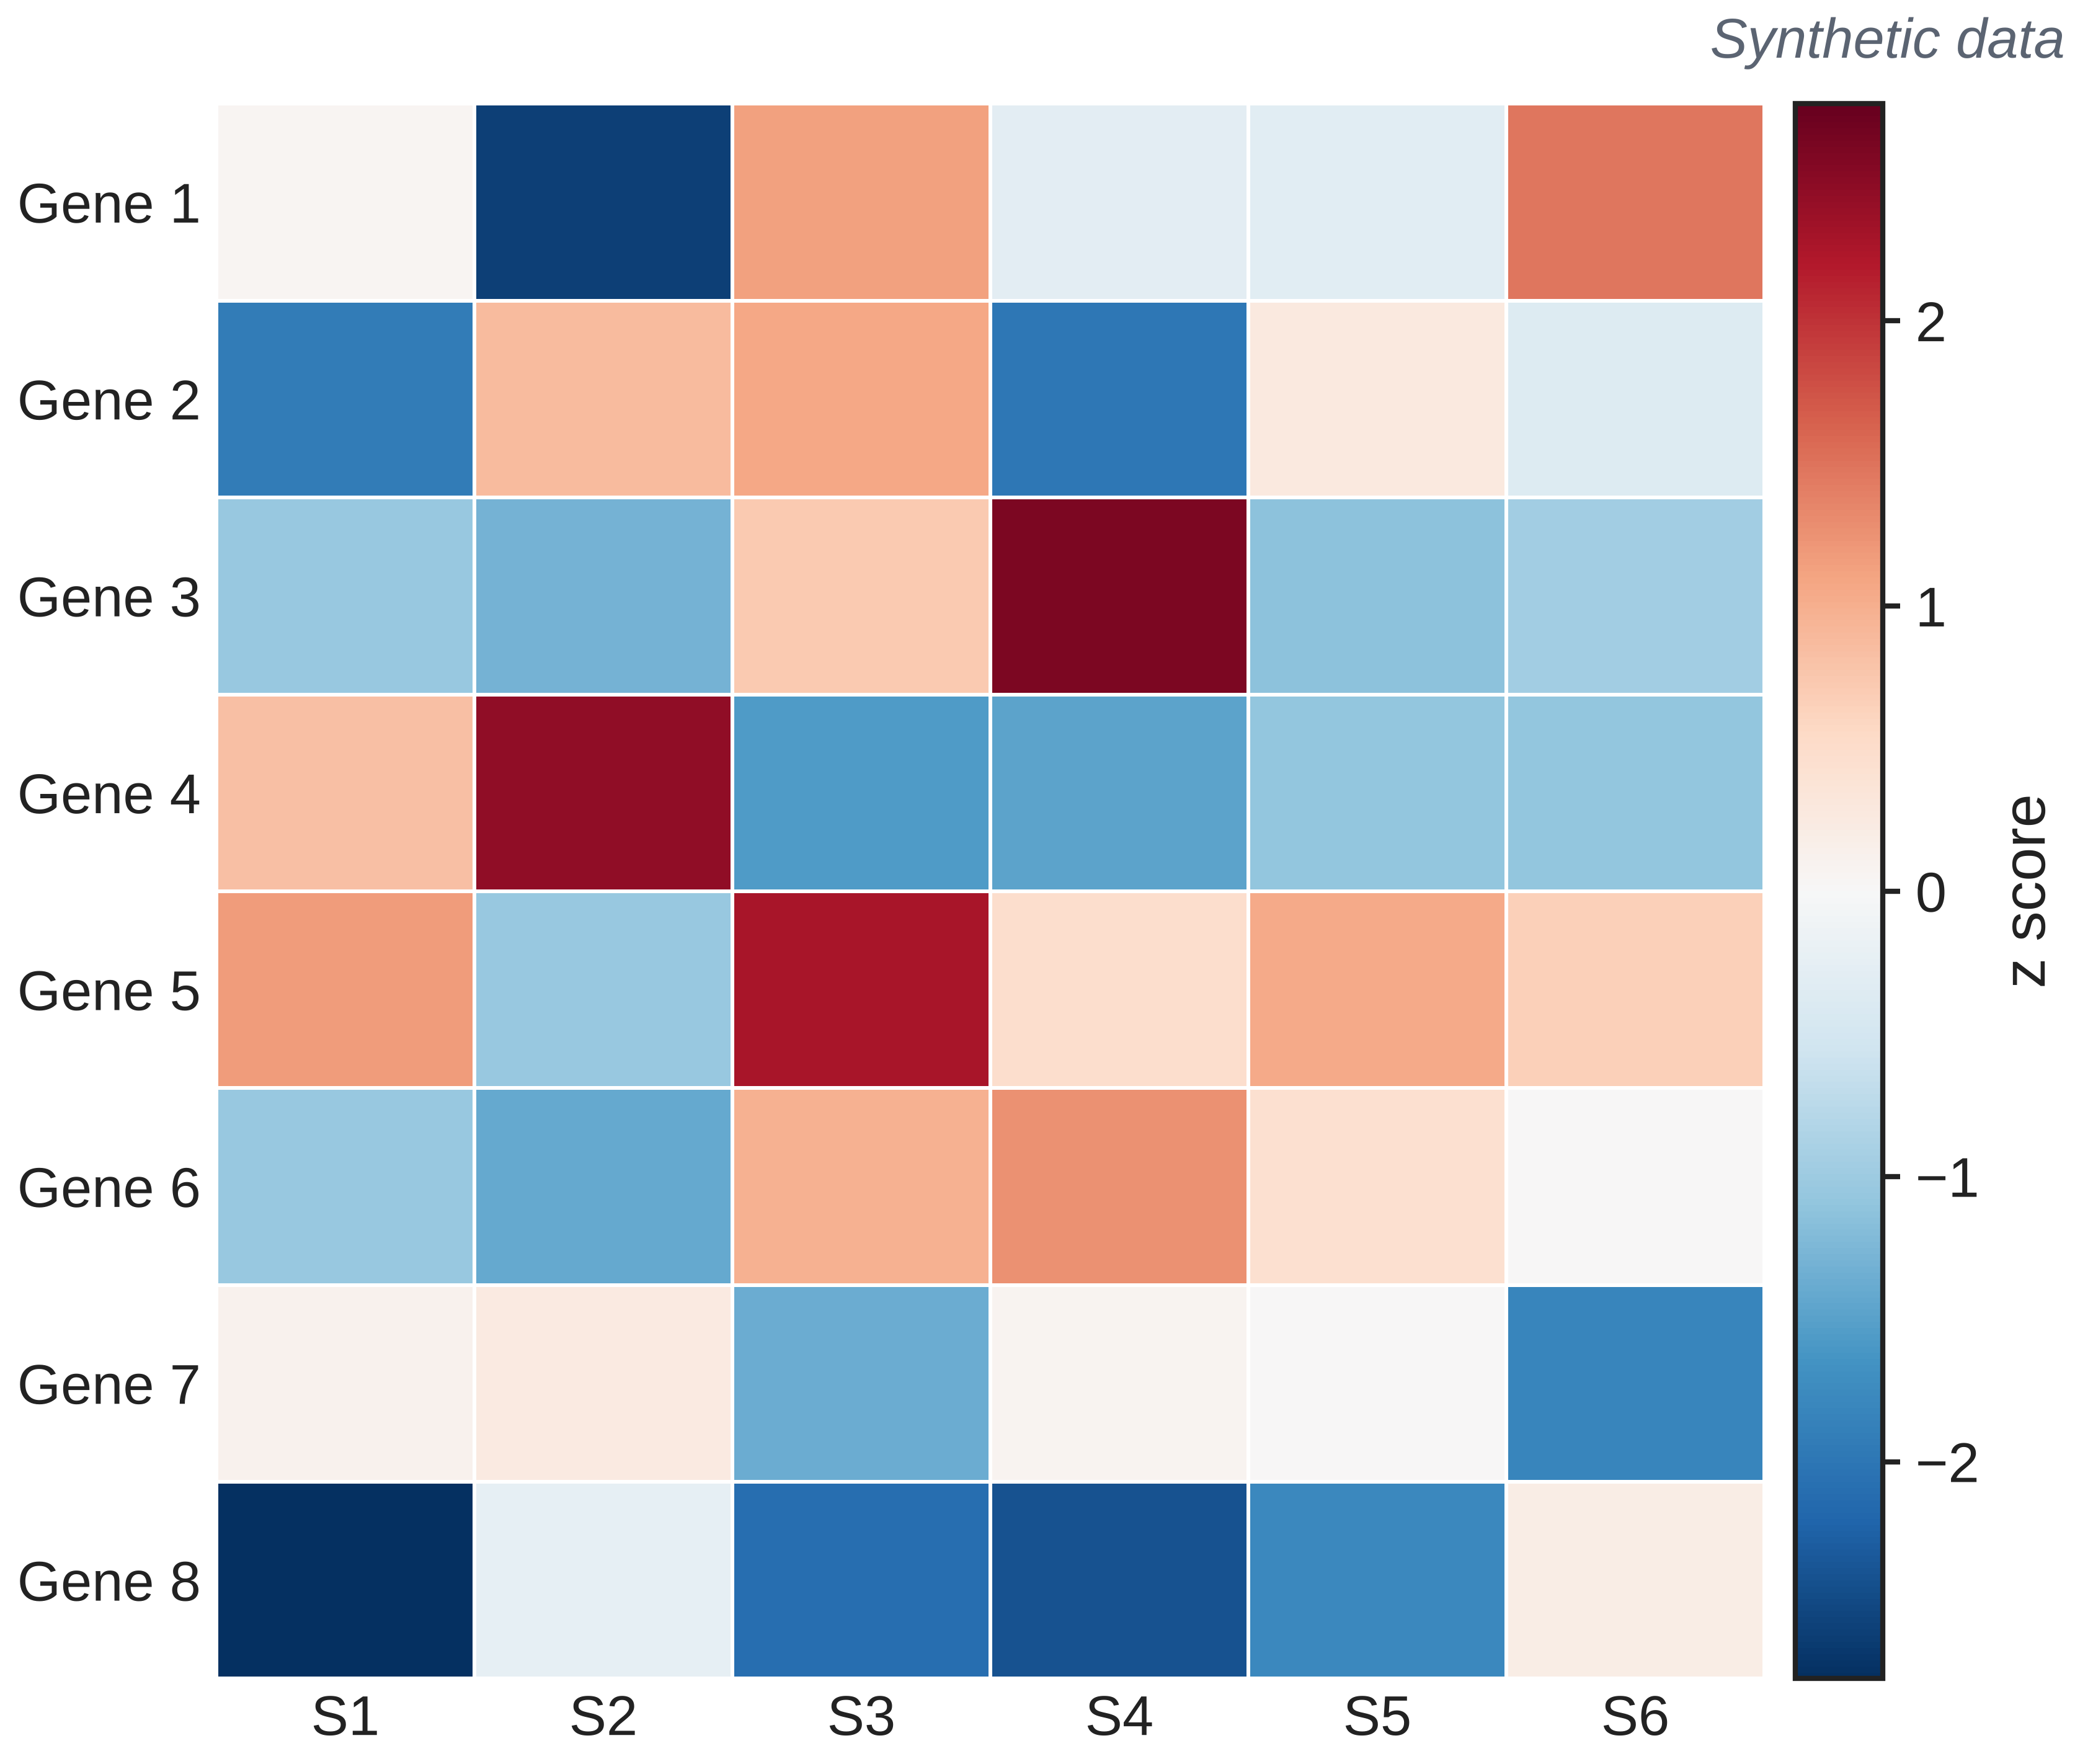 Synthetic data
Gene 1
Gene 2
Gene 3
Gene 4
Gene 5
Gene 6
Gene 7
Gene 8
S1 S2 S3 S4 S5 S6
2
1
0
−1
−2
z score